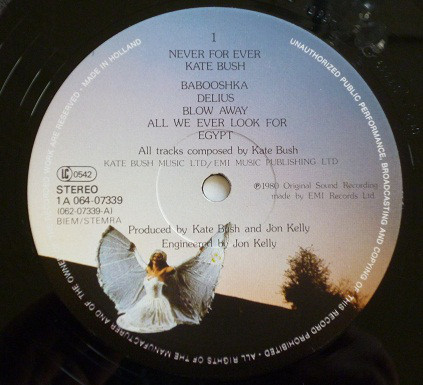 1
NEVER FOR EVER
KATE BUSH
BABOOSHKA
DELIUS
BLOW AWAY
ALL WE EVER LOOK FOR
EGYPT
All tracks composed by Kate Bush
KATE BUSH MUSIC LTD/EMI MUSIC PUBLISHING LTD
LC 0542
STEREO
1 A 064-07339
(062-07339-A)
BIEM/STEMRA
℗1980 Original Sound Recording
made by EMI Records Ltd.
Produced by Kate Bush and Jon Kelly
Engineered by Jon Kelly
WORK ARE RESERVED · MADE IN HOLLAND
UNAUTHORIZED PUBLIC PERFORMANCE, BROADCASTING AND COPYING OF THIS RECORD PROHIBITED · ALL RIGHTS OF THE MANUFACTURER AND OF THE OWNER